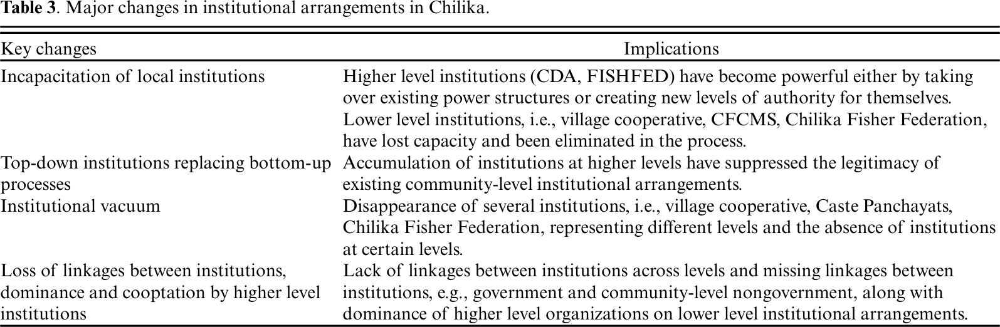 Table 3. Major changes in institutional arrangements in Chilika.
Key changes Implications
Incapacitation of local institutions Higher level institutions (CDA, FISHFED) have become powerful either by taking
over existing power structures or creating new levels of authority for themselves.
Lower level institutions, i.e., village cooperative, CFCMS, Chilika Fisher Federation,
have lost capacity and been eliminated in the process.
Top-down institutions replacing bottom-up Accumulation of institutions at higher levels have suppressed the legitimacy of
processes existing community-level institutional arrangements.
Institutional vacuum Disappearance of several institutions, i.e., village cooperative, Caste Panchayats,
Chilika Fisher Federation, representing different levels and the absence of institutions
at certain levels.
Loss of linkages between institutions, Lack of linkages between institutions across levels and missing linkages between
dominance and cooptation by higher level institutions, e.g., government and community-level nongovernment, along with
institutions dominance of higher level organizations on lower level institutional arrangements.